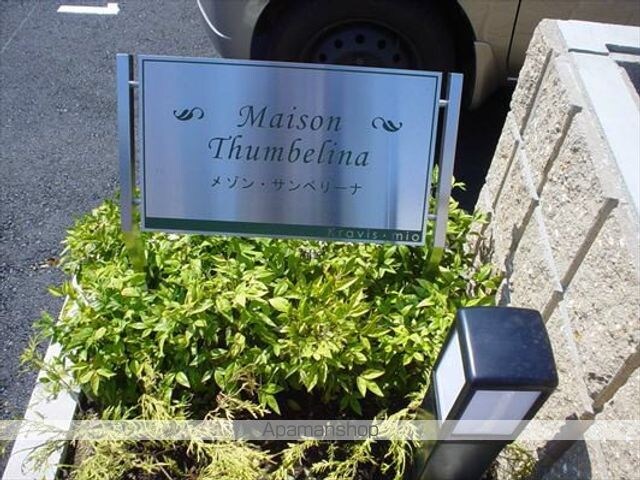 Maison
Thumbelina
メゾン・サンベリーナ
Kravis・mio
Apamanshop